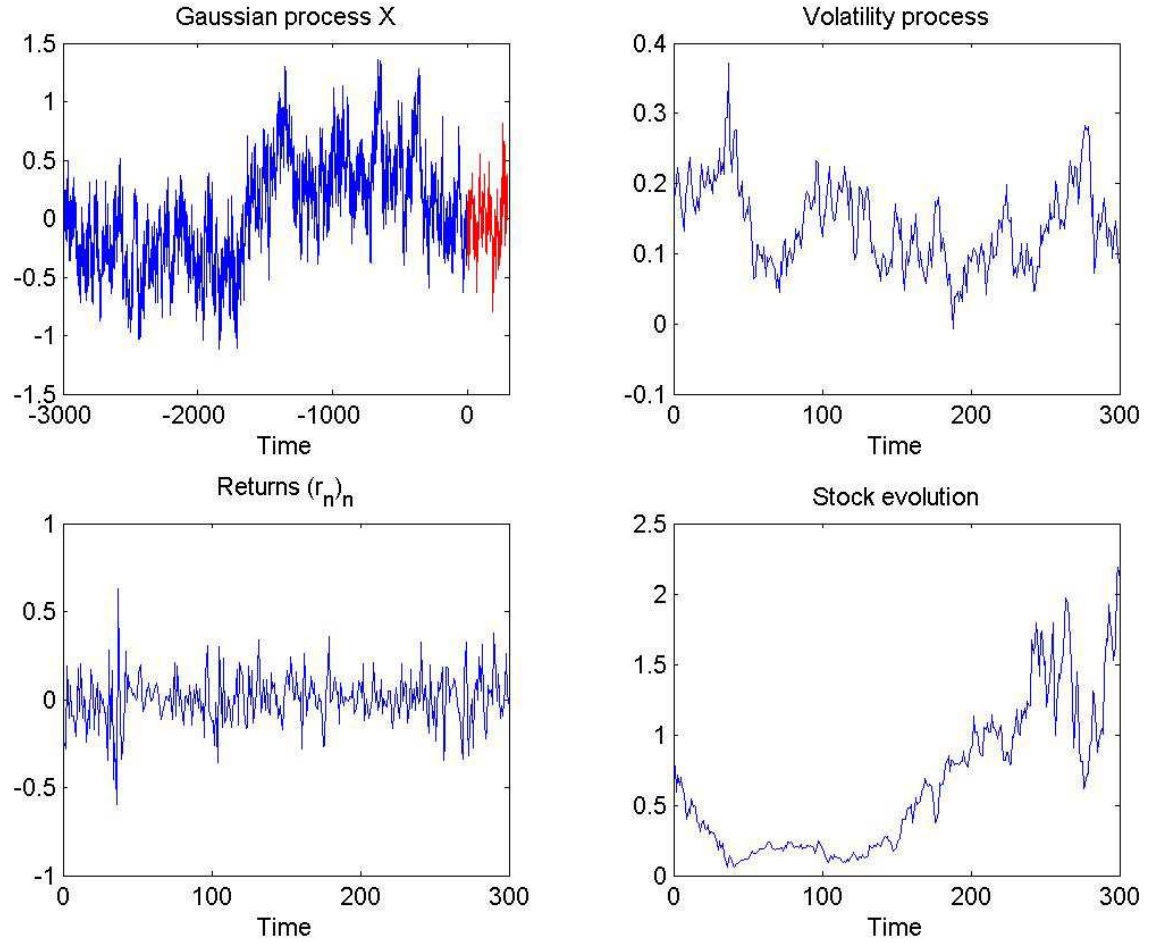 Gaussian process X
1.5
1
0.5
0
-0.5
-1
-1.5
-3000 -2000 -1000 0
Time
Volatility process
0.4
0.3
0.2
0.1
0
-0.1
0 100 200 300
Time
Returns (r_n)_n
1
0.5
0
-0.5
-1
0 100 200 300
Time
Stock evolution
2.5
2
1.5
1
0.5
0
0 100 200 300
Time